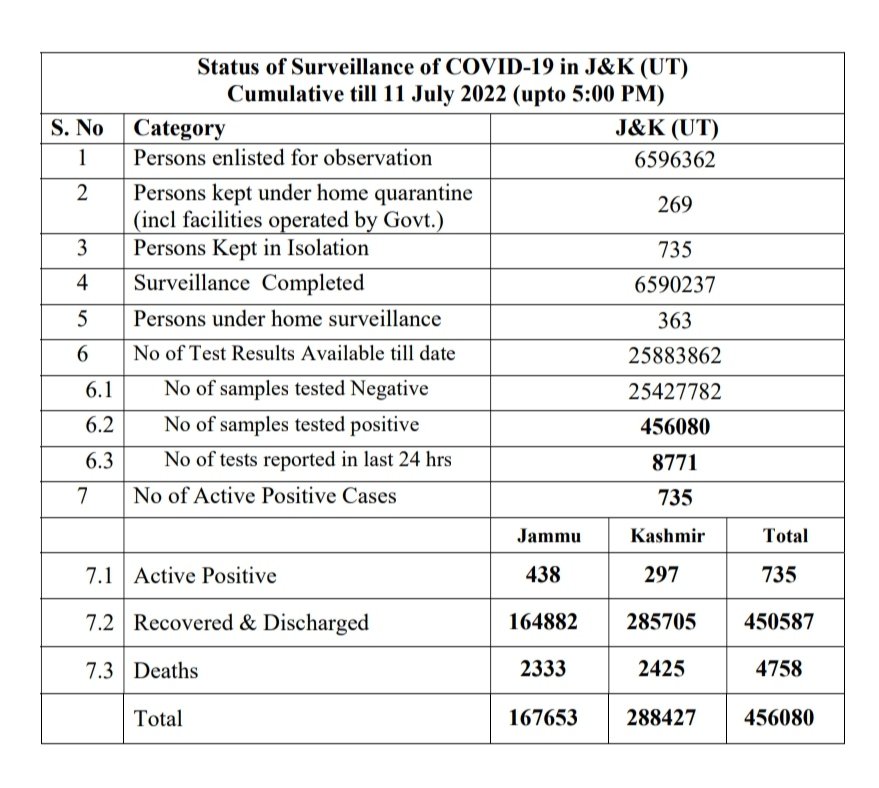 Status of Surveillance of COVID-19 in J&K (UT)
Cumulative till 11 July 2022 (upto 5:00 PM)
S. No Category J&K (UT)
1 Persons enlisted for observation 6596362
2 Persons kept under home quarantine
(incl facilities operated by Govt.) 269
3 Persons Kept in Isolation 735
4 Surveillance Completed 6590237
5 Persons under home surveillance 363
6 No of Test Results Available till date 25883862
6.1 No of samples tested Negative 25427782
6.2 No of samples tested positive 456080
6.3 No of tests reported in last 24 hrs 8771
7 No of Active Positive Cases 735
Jammu Kashmir Total
7.1 Active Positive 438 297 735
7.2 Recovered & Discharged 164882 285705 450587
7.3 Deaths 2333 2425 4758
Total 167653 288427 456080